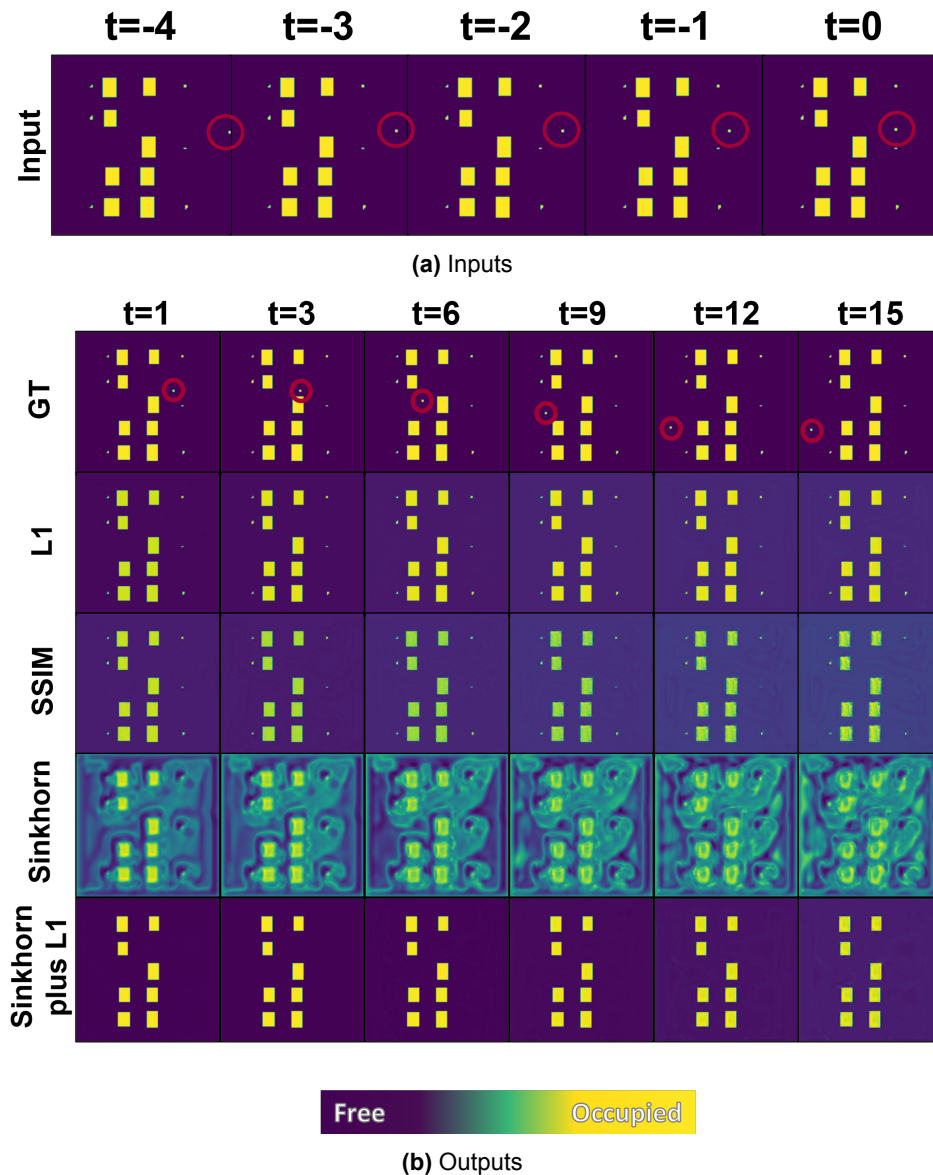 t=-4 t=-3 t=-2 t=-1 t=0
Input
(a) Inputs
t=1 t=3 t=6 t=9 t=12 t=15
GT
L1
SSIM
Sinkhorn
Sinkhorn
plus L1
Free Occupied
(b) Outputs